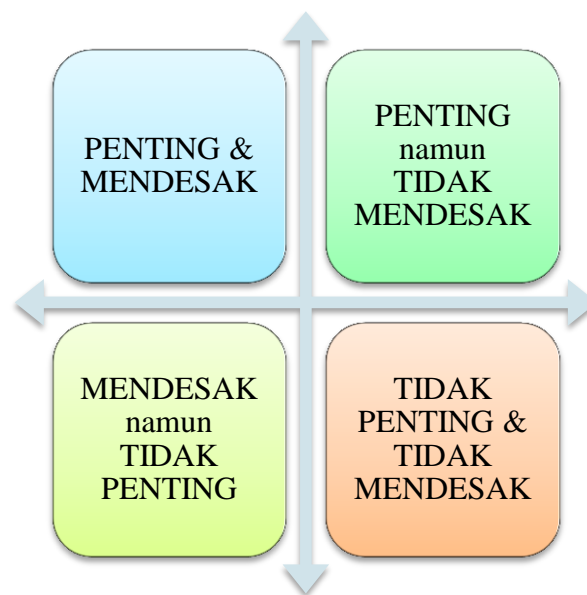 PENTING &
MENDESAK
PENTING
namun
TIDAK
MENDESAK
MENDESAK
namun
TIDAK
PENTING
TIDAK
PENTING &
TIDAK
MENDESAK